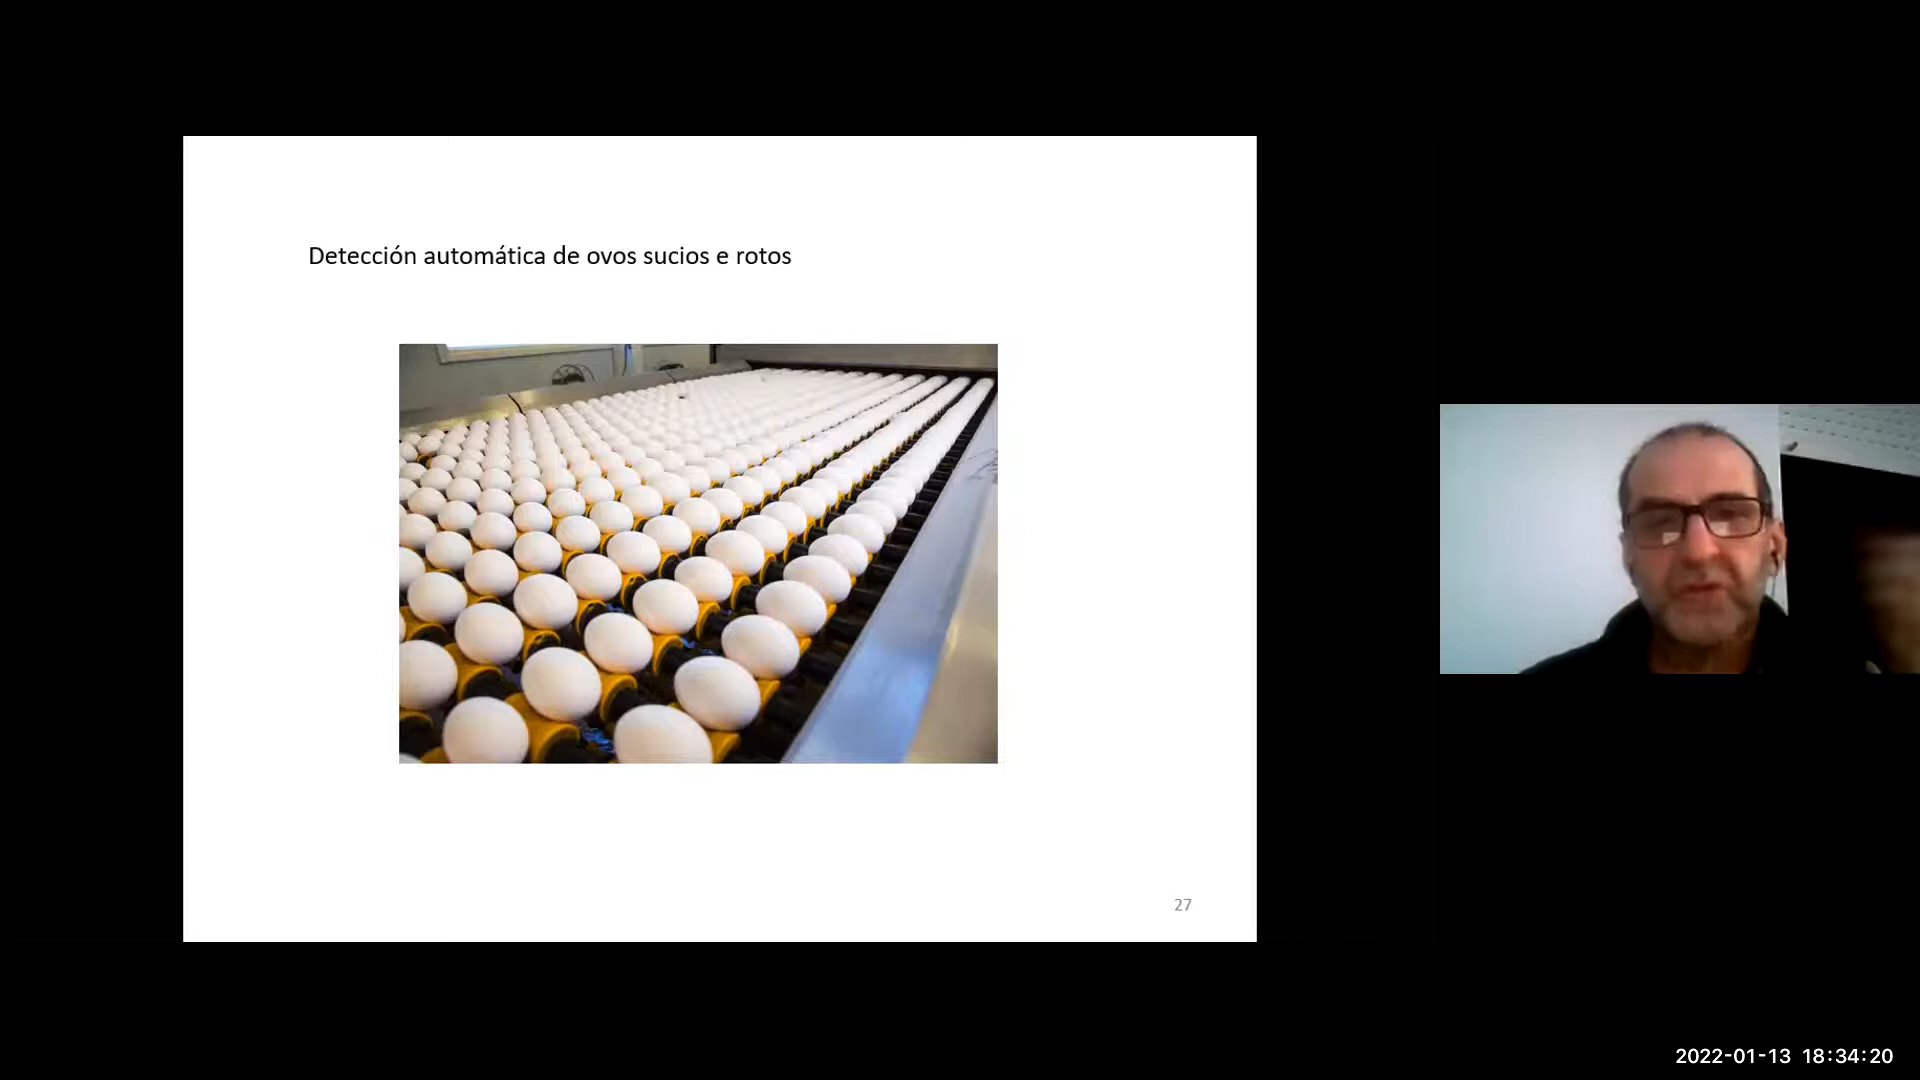 Detección automática de ovos sucios e rotos
27
2022-01-13 18:34:20